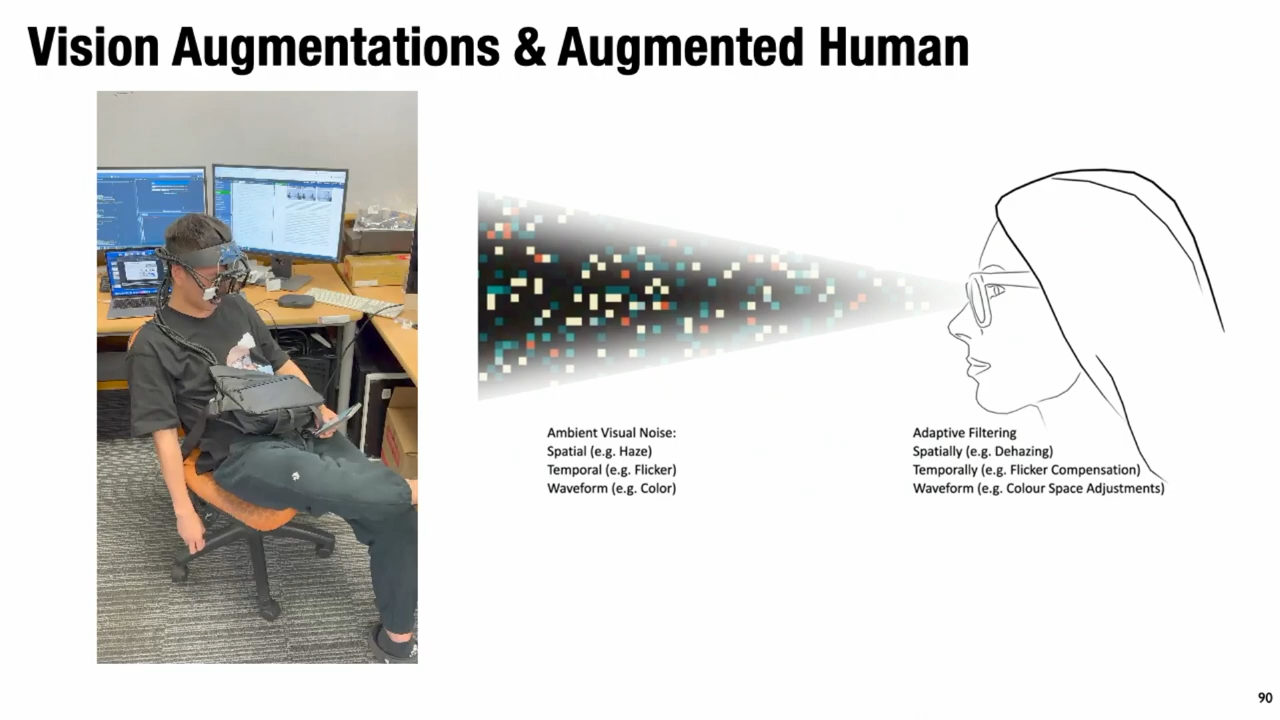 Vision Augmentations & Augmented Human
Ambient Visual Noise:
Spatial (e.g. Haze)
Temporal (e.g. Flicker)
Waveform (e.g. Color)
Adaptive Filtering
Spatially (e.g. Dehazing)
Temporally (e.g. Flicker Compensation)
Waveform (e.g. Colour Space Adjustments)
90